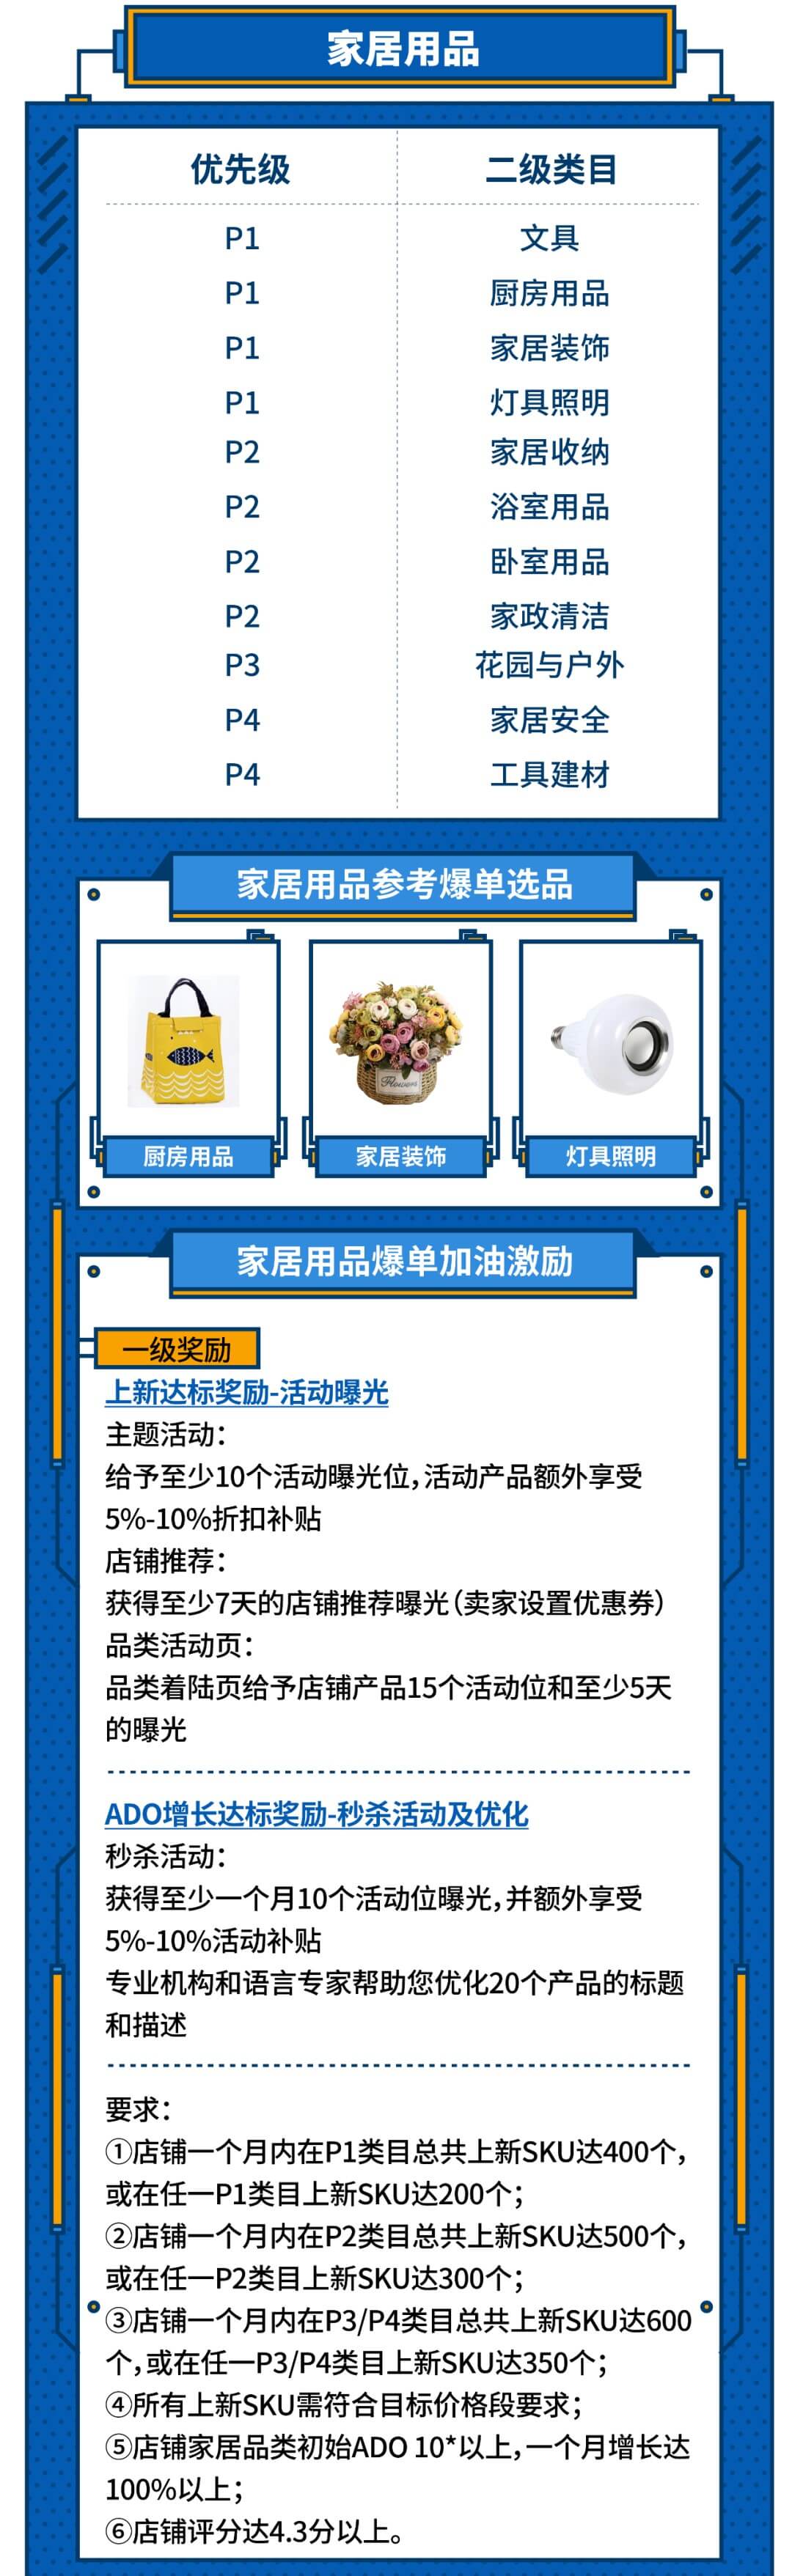 家居用品
优先级 二级类目
P1 文具
P1 厨房用品
P1 家居装饰
P1 灯具照明
P2 家居收纳
P2 浴室用品
P2 卧室用品
P2 家政清洁
P3 花园与户外
P4 家居安全
P4 工具建材
家居用品参考爆单选品
Flowers
厨房用品 家居装饰 灯具照明
家居用品爆单加油激励
一级奖励
上新达标奖励-活动曝光
主题活动：
给予至少10个活动曝光位，活动产品额外享受
5%-10%折扣补贴
店铺推荐：
获得至少7天的店铺推荐曝光（卖家设置优惠券）
品类活动页：
品类着陆页给予店铺产品15个活动位和至少5天
的曝光
ADO增长达标奖励-秒杀活动及优化
秒杀活动：
获得至少一个月10个活动位曝光，并额外享受
5%-10%活动补贴
专业机构和语言专家帮助您优化20个产品的标题
和描述
要求：
①店铺一个月内在P1类目总共上新SKU达400个，
或在任一P1类目上新SKU达200个；
②店铺一个月内在P2类目总共上新SKU达500个，
或在任一P2类目上新SKU达300个；
③店铺一个月内在P3/P4类目总共上新SKU达600
个，或在任一P3/P4类目上新SKU达350个；
④所有上新SKU需符合目标价格段要求；
⑤店铺家居品类初始ADO 10*以上，一个月增长达
100%以上；
⑥店铺评分达4.3分以上。